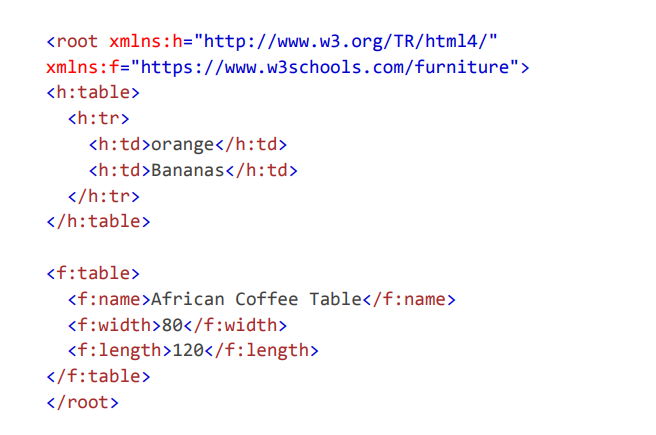 <root xmlns:h="http://www.w3.org/TR/html4/"
xmlns:f="https://www.w3schools.com/furniture">
<h:table>
  <h:tr>
    <h:td>orange</h:td>
    <h:td>Bananas</h:td>
  </h:tr>
</h:table>

<f:table>
  <f:name>African Coffee Table</f:name>
  <f:width>80</f:width>
  <f:length>120</f:length>
</f:table>
</root>